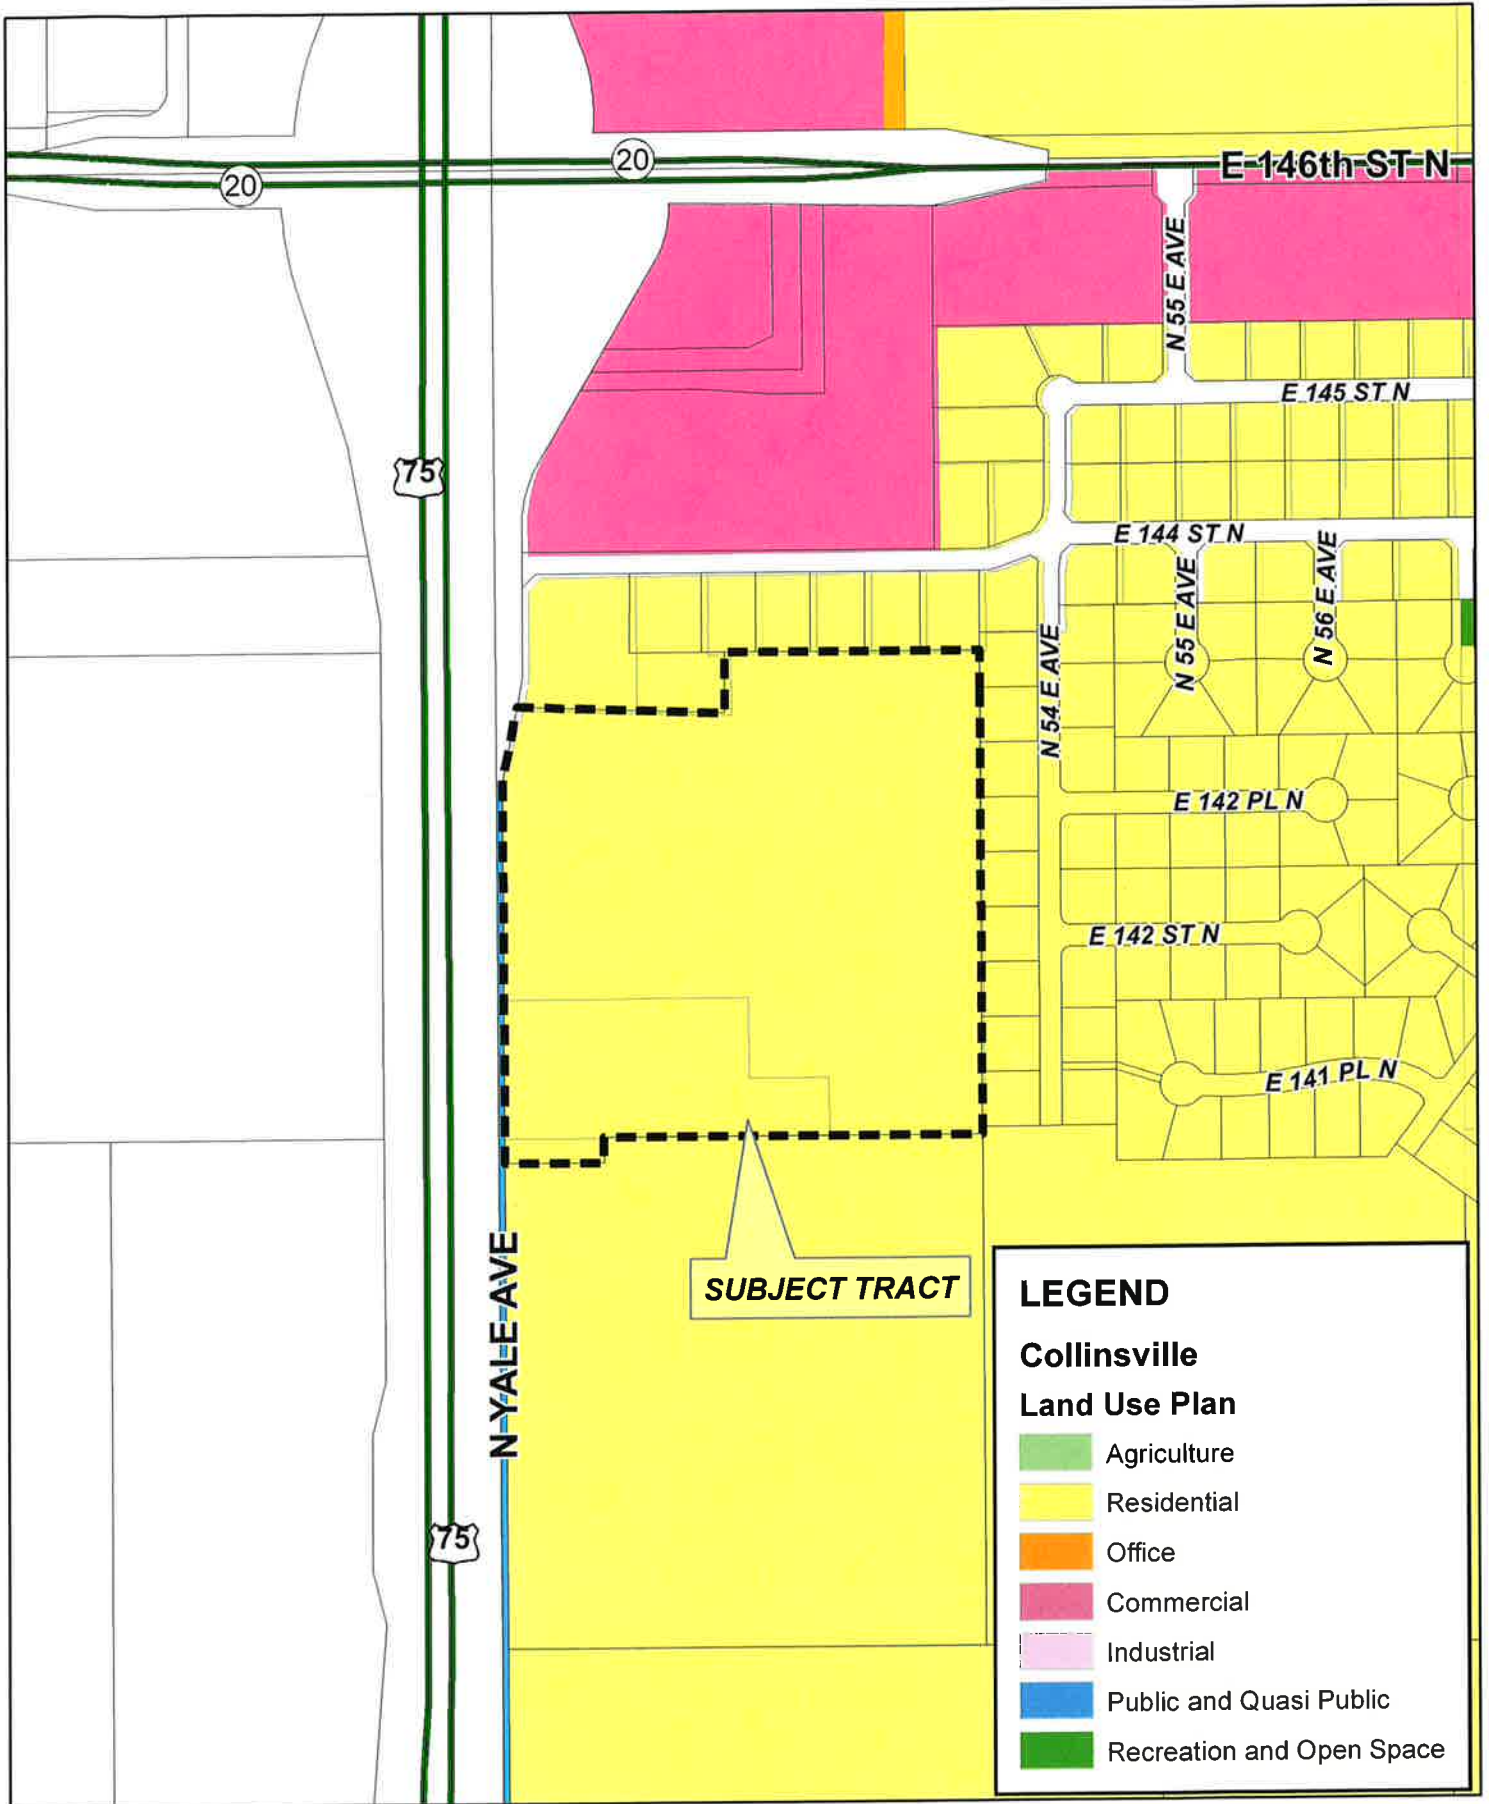 20
20
E 146th ST N
N 55 E AVE
E 145 ST N
75
E 144 ST N
N 55 E AVE
N 56 E AVE
N 54 E AVE
E 142 PL N
E 142 ST N
E 141 PL N
N YALE AVE
SUBJECT TRACT
75
LEGEND
Collinsville
Land Use Plan
Agriculture
Residential
Office
Commercial
Industrial
Public and Quasi Public
Recreation and Open Space